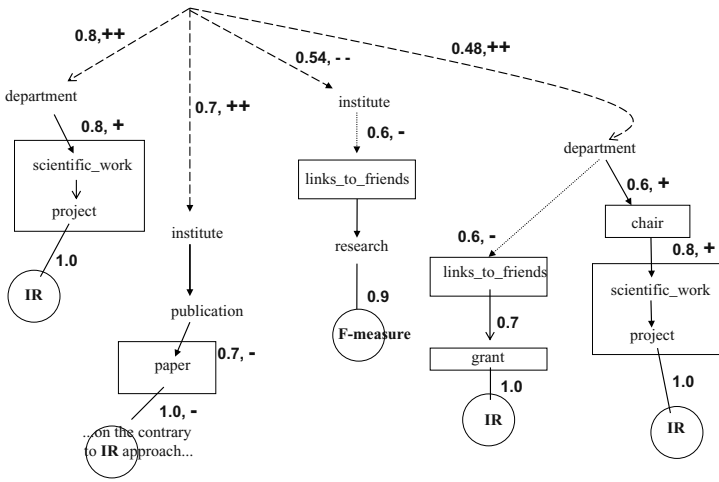 0.8,++
0.54, - -
0.48,++
department
0.7, ++
institute
0.8, +
0.6, -
department
scientific_work
links_to_friends
0.6, +
project
chair
institute
research
0.6, -
0.8, +
1.0
links_to_friends
IR
0.9
scientific_work
publication
0.7
F-measure
project
paper
0.7, -
grant
1.0
1.0
1.0, -
IR
IR
...on the contrary
to IR approach...